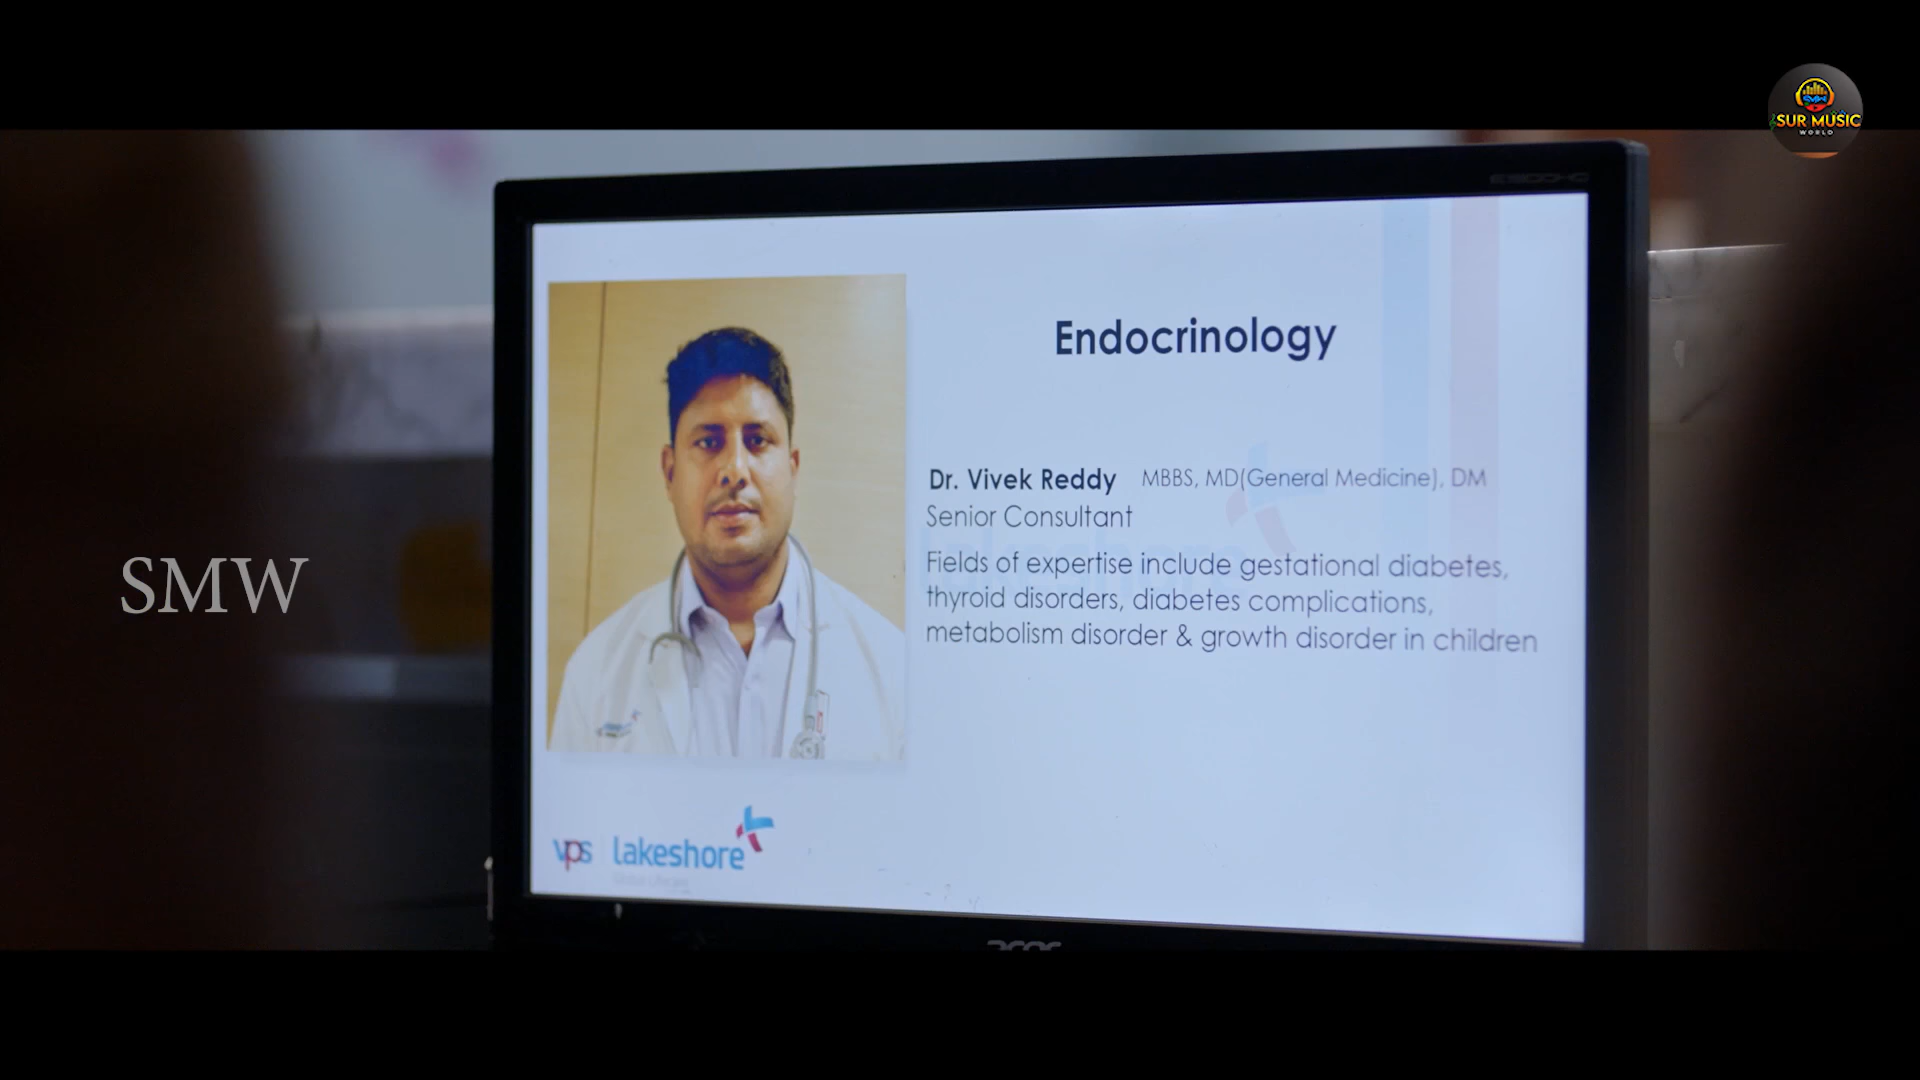 SUR MUSIC
WORLD
Endocrinology
Dr. Vivek Reddy MBBS, MD(General Medicine), DM
Senior Consultant
Fields of expertise include gestational diabetes,
thyroid disorders, diabetes complications,
metabolism disorder & growth disorder in children
SMW
vps lakeshore
acer